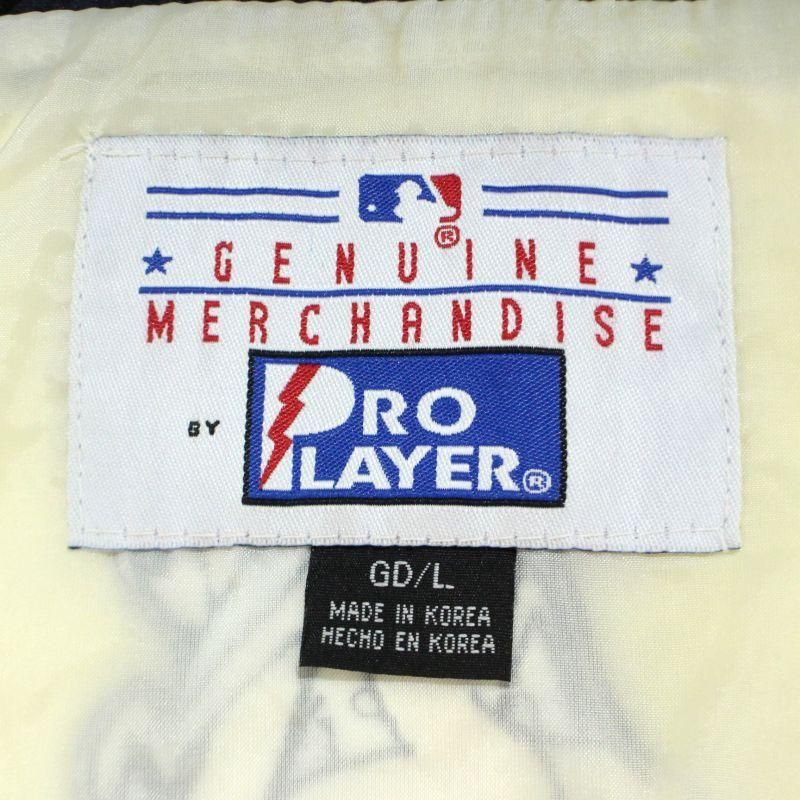 ®
GENUINE
MERCHANDISE
BY
PRO
PLAYER®
GD/L
MADE IN KOREA
HECHO EN KOREA